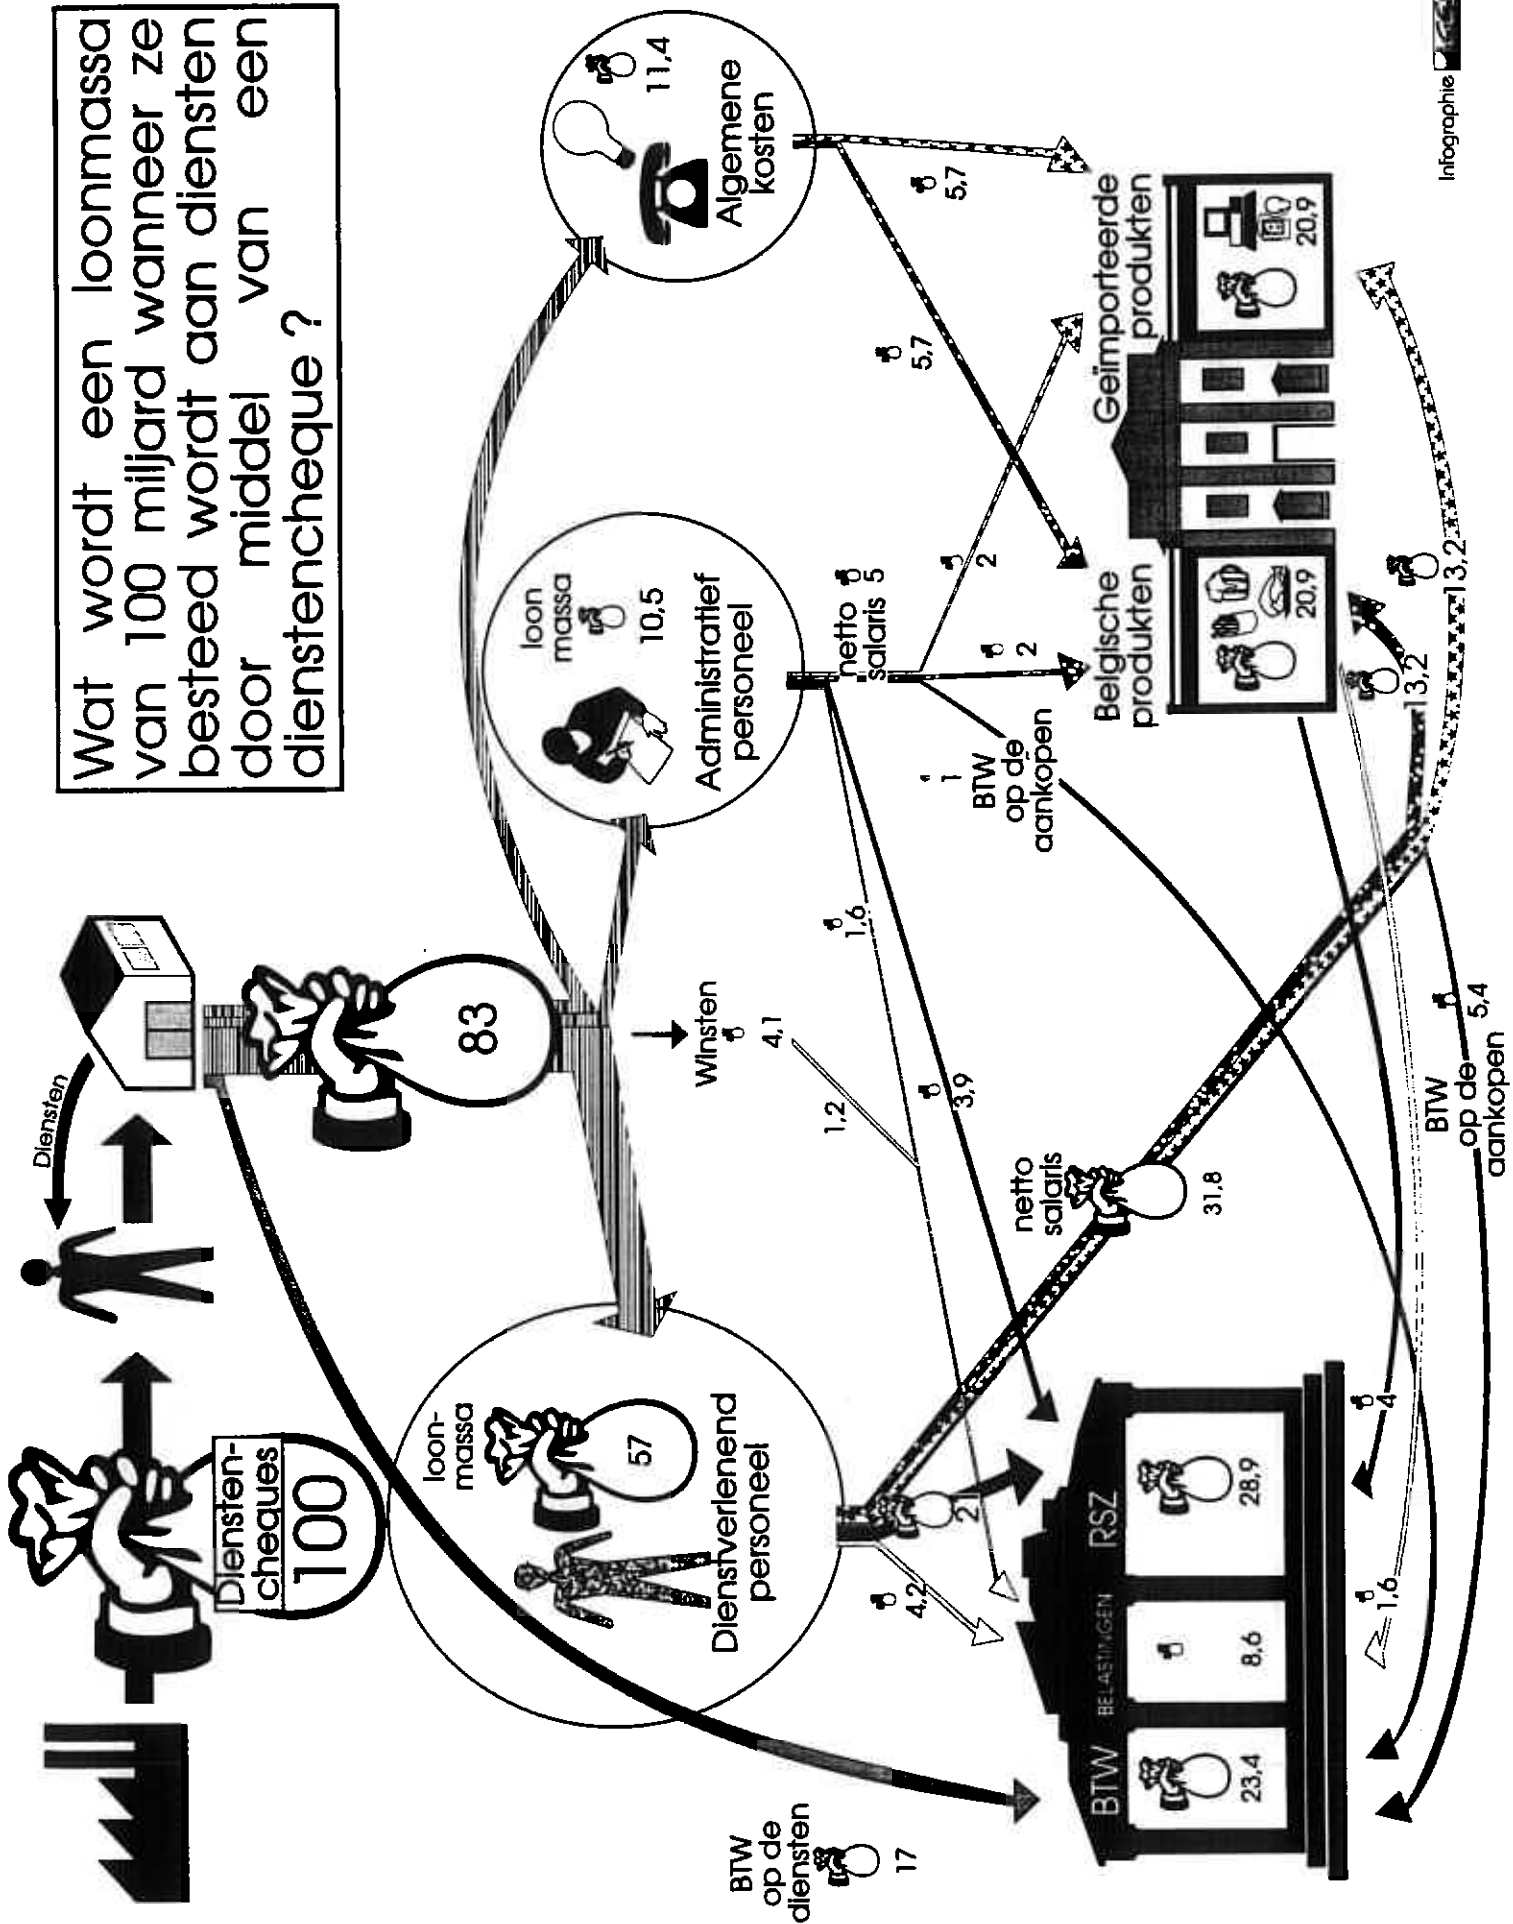 Wat wordt een loonmassa
van 100 miljard wanneer ze
besteed wordt aan diensten
door middel van een
dienstencheque ?
Diensten-
cheques
100
Diensten
83
loon-
massa
57
Dienstverlenend
personeel
Winsten
4,1
loon
massa
10,5
Administratief
personeel
11,4
Algemene
kosten
BTW
op de
diensten
17
4,2
21
1,2
3,9
1,6
netto
salaris
31,8
netto
salaris 5
1
BTW
op de
aankopen
2
2
5,7
5,7
BTW BELASTINGEN RSZ
23,4
8,6
28,9
Belgische
produkten
20,9
Geïmporteerde
produkten
20,9
1,6
4
BTW
op de 5,4
aankopen
13,2
13,2
Infographie